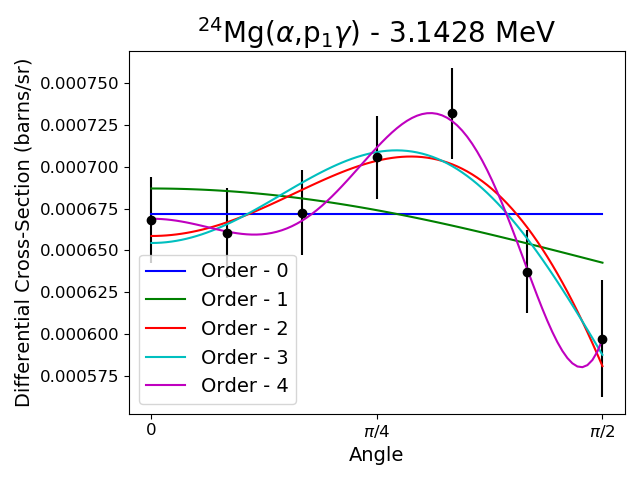 ²⁴Mg(α,p₁γ) - 3.1428 MeV
Differential Cross-Section (barns/sr)
0.000750
0.000725
0.000700
0.000675
0.000650
0.000625
0.000600
0.000575
Order - 0
Order - 1
Order - 2
Order - 3
Order - 4
0
π/4
π/2
Angle